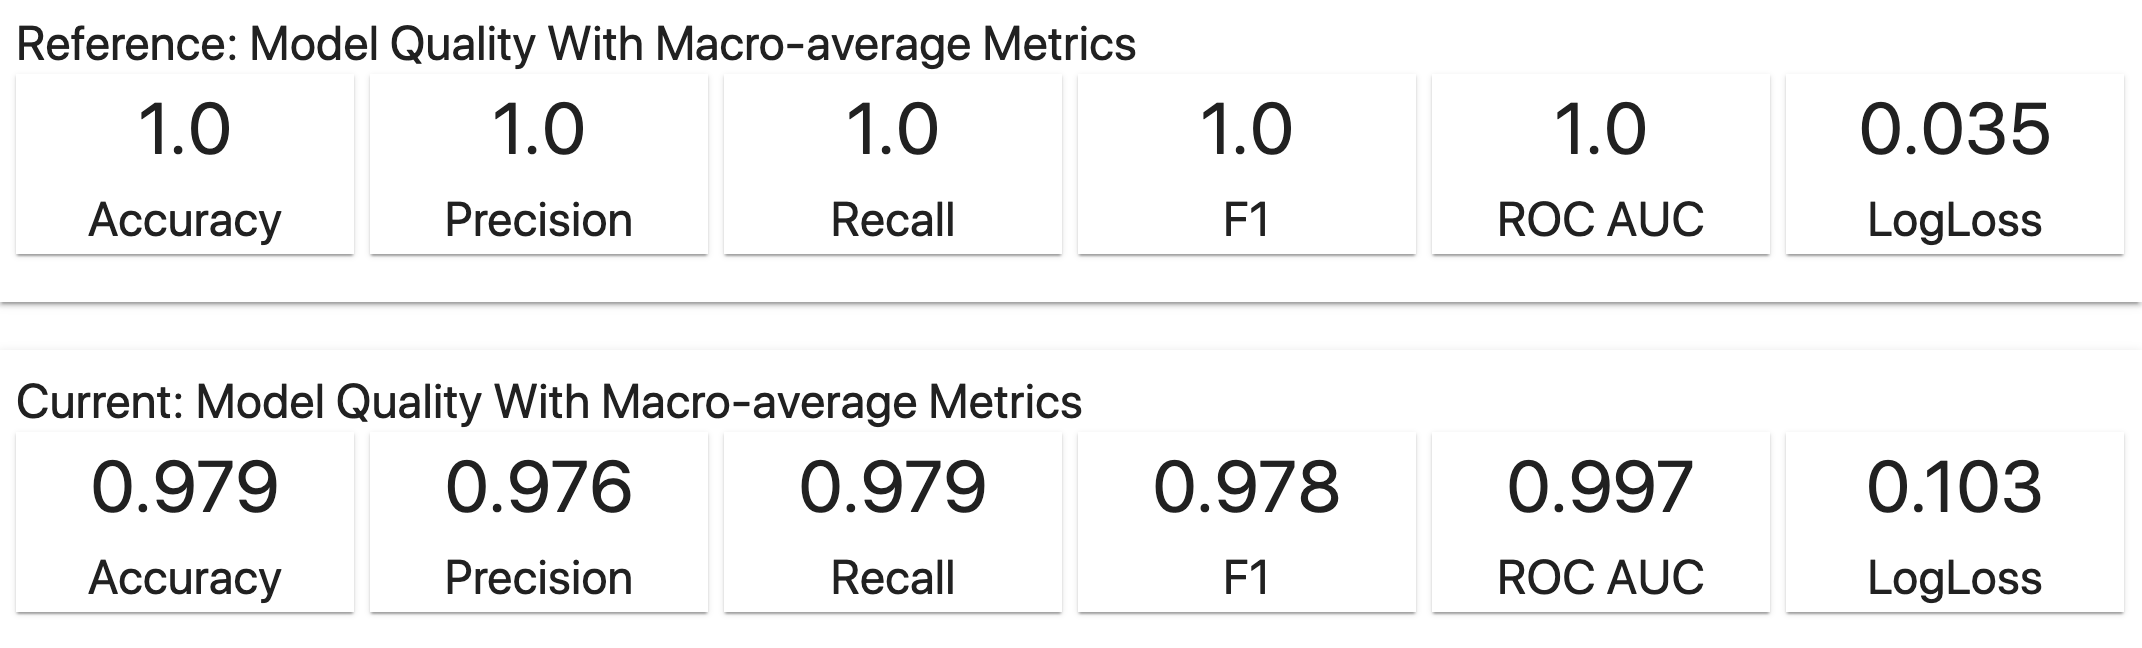 Reference: Model Quality With Macro-average Metrics
1.0 1.0 1.0 1.0 1.0 0.035
Accuracy Precision Recall F1 ROC AUC LogLoss
Current: Model Quality With Macro-average Metrics
0.979 0.976 0.979 0.978 0.997 0.103
Accuracy Precision Recall F1 ROC AUC LogLoss